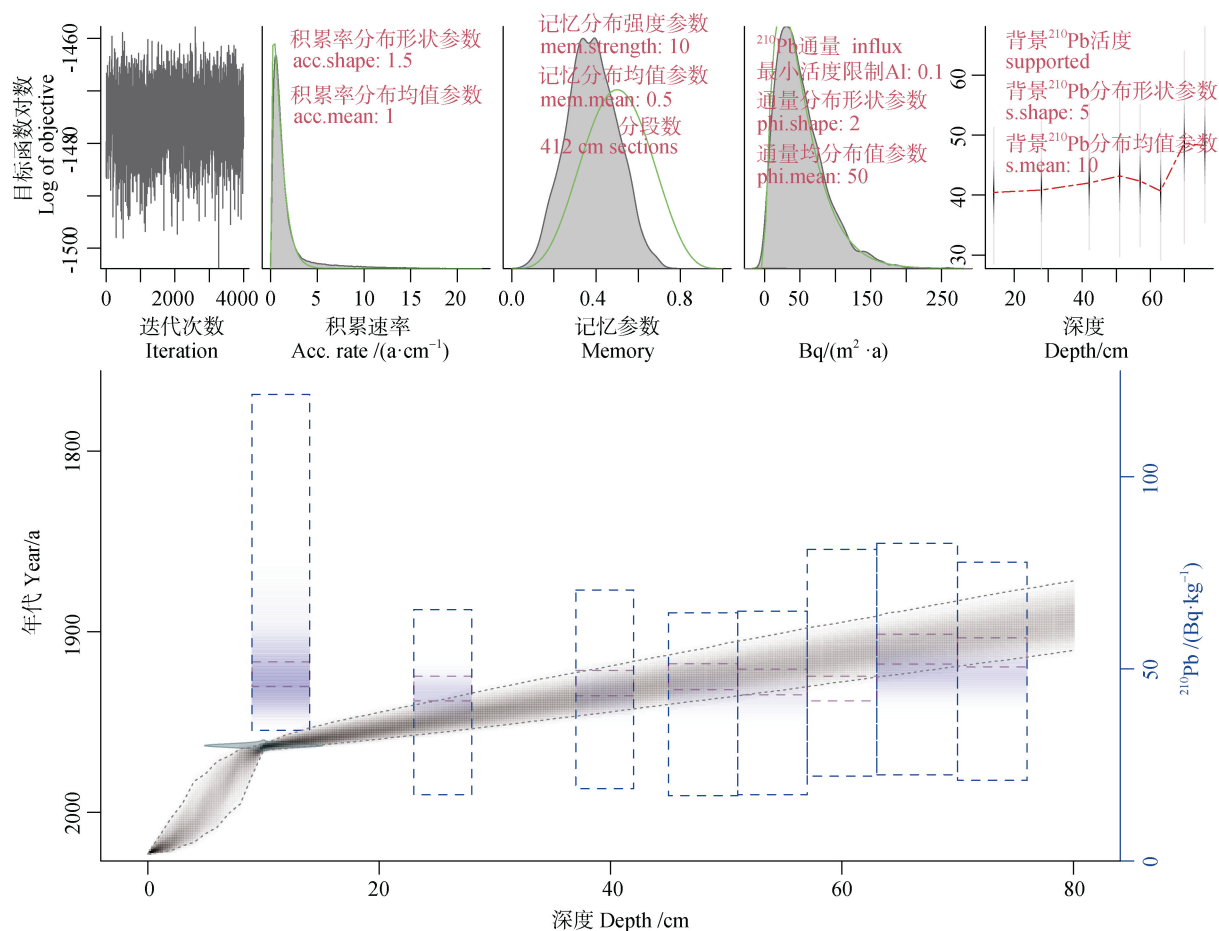 目标函数对数
Log of objective
-1460
-1480
-1500
0
2000
4000
迭代次数
Iteration
积累率分布形状参数
acc.shape: 1.5
积累率分布均值参数
acc.mean: 1
0
5
10
15
20
积累速率
Acc. rate /(a·cm⁻¹)
记忆分布强度参数
mem.strength: 10
记忆分布均值参数
mem.mean: 0.5
分段数
412 cm sections
0.0
0.4
0.8
记忆参数
Memory
²¹⁰Pb通量 influx
最小活度限制Al: 0.1
通量分布形状参数
phi.shape: 2
通量均分布值参数
phi.mean: 50
0
50
150
250
Bq/(m² ·a)
背景²¹⁰Pb活度
supported
背景²¹⁰Pb分布形状参数
s.shape: 5
背景²¹⁰Pb分布均值参数
s.mean: 10
60
50
40
30
20
40
60
深度
Depth/cm
年代 Year/a
1800
1900
2000
0
20
40
60
80
深度 Depth /cm
100
50
0
²¹⁰Pb /(Bq·kg⁻¹)